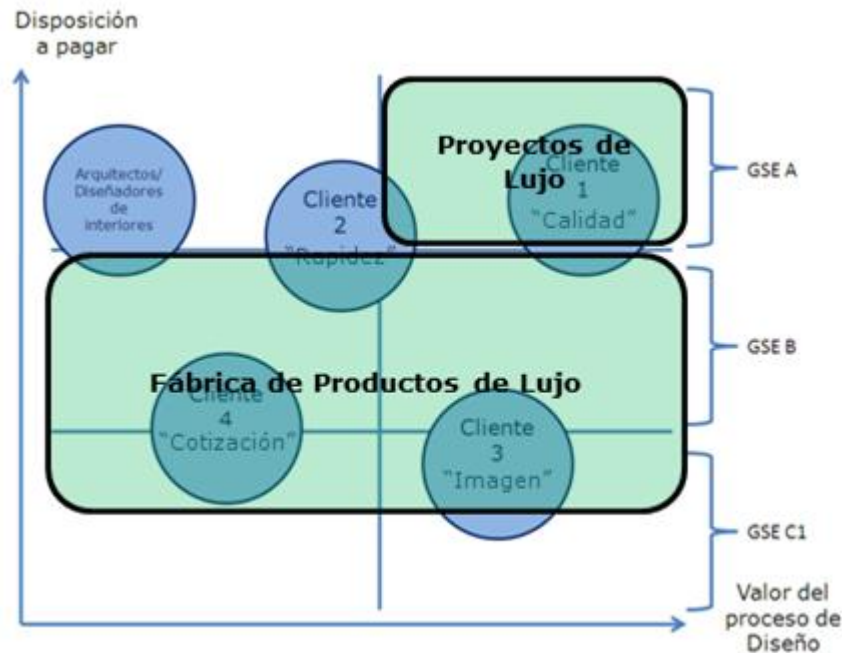 Disposición
a pagar
Proyectos de
Lujo
Cliente
1
“Calidad”
Arquitectos/
Diseñadores
de
interiores
Cliente
2
“Rapidez”
GSE A
Fábrica de Productos de Lujo
Cliente
4
“Cotización”
Cliente
3
“Imagen”
GSE B
GSE C1
Valor del
proceso de
Diseño